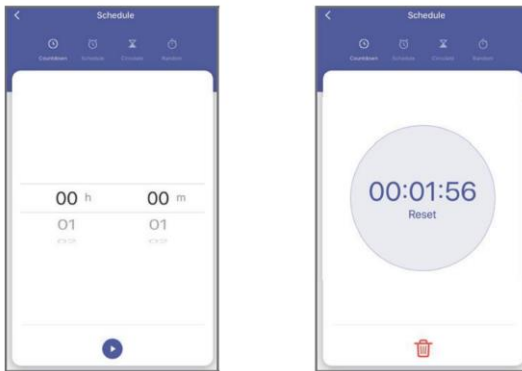 Schedule
Countdown Schedule Circulate Random
00 h 00 m
01 01
Schedule
Countdown Schedule Circulate Random
00:01:56
Reset